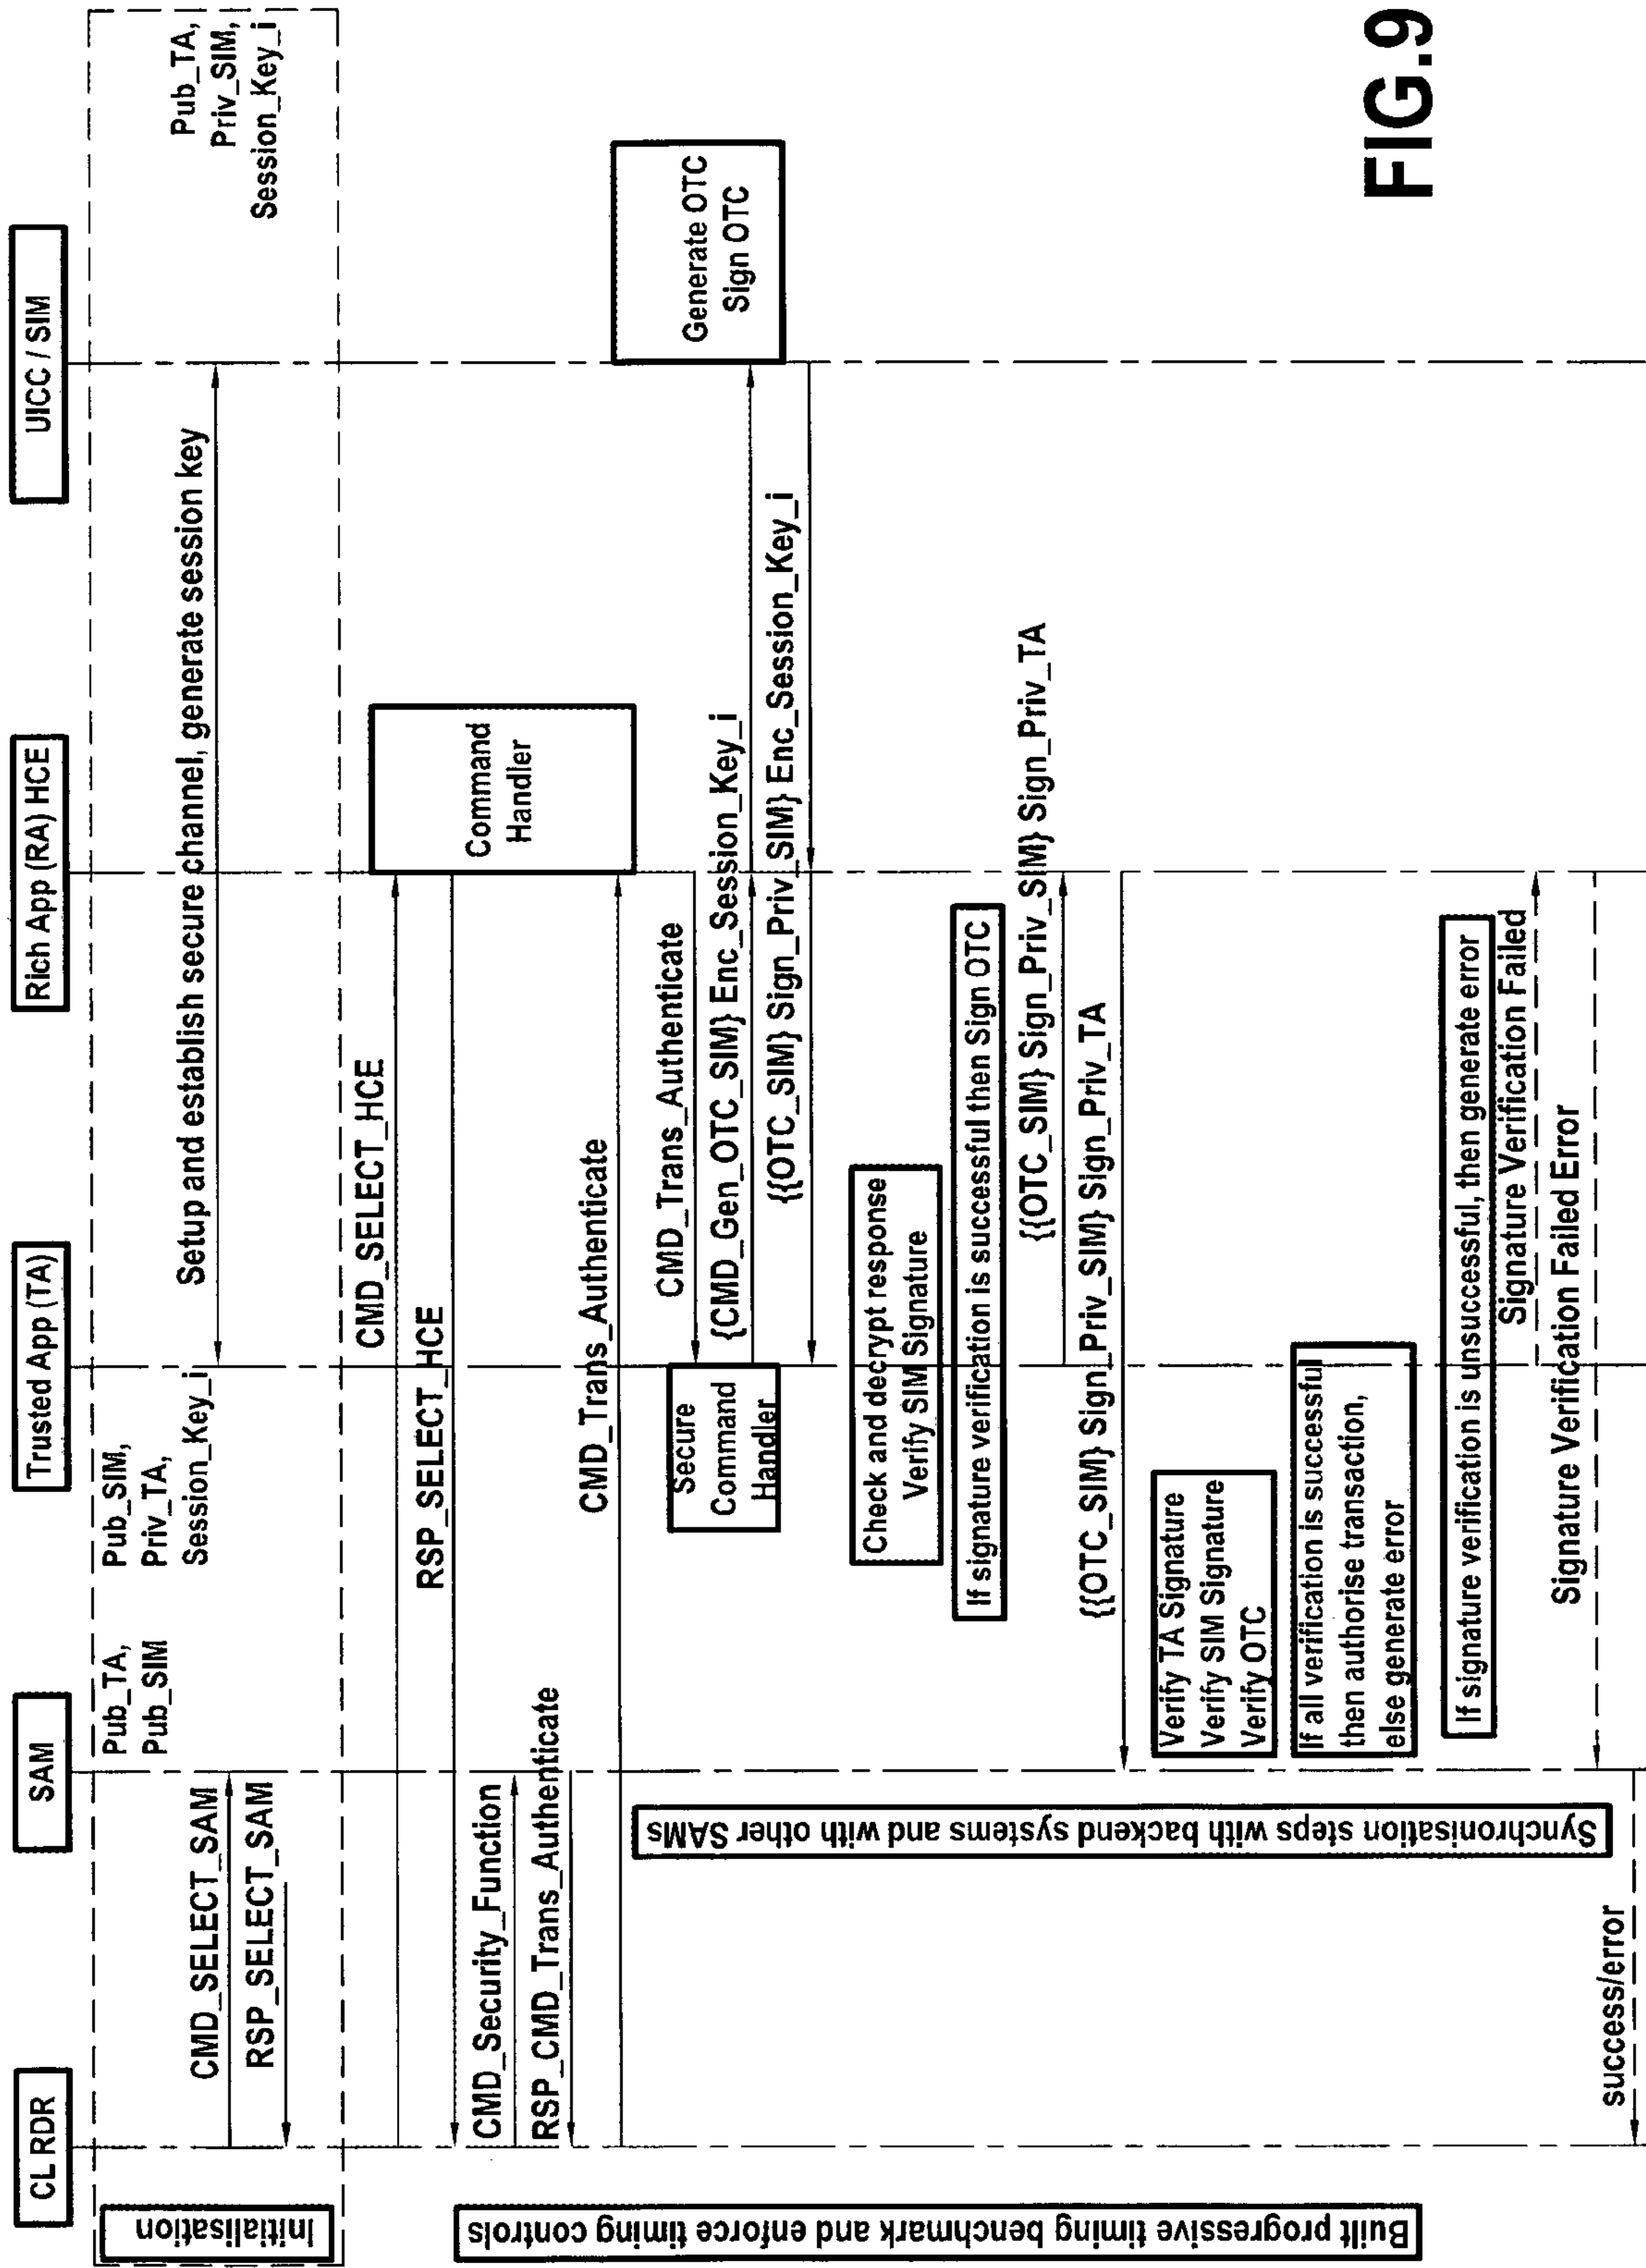 CL RDR
SAM
Trusted App (TA)
Rich App (RA) HCE
UICC / SIM
Initialisation
Pub_TA,
Pub_SIM
Pub_SIM,
Priv_TA,
Session_Key_i
Pub_TA,
Priv_SIM,
Session_Key_i
CMD_SELECT_SAM
RSP_SELECT_SAM
Setup and establish secure channel, generate session key
Built progressive timing benchmark and enforce timing controls
CMD_SELECT_HCE
RSP_SELECT_HCE
Command
Handler
CMD_Security_Function
RSP_CMD_Trans_Authenticate
CMD_Trans_Authenticate
CMD_Trans_Authenticate
Secure
Command
Handler
{CMD_Gen_OTC_SIM} Enc_Session_Key_i
Generate OTC
Sign OTC
{{OTC_SIM} Sign_Priv_SIM} Enc_Session_Key_i
Check and decrypt response
Verify SIM Signature
If signature verification is successful then Sign OTC
{{OTC_SIM} Sign_Priv_SIM} Sign_Priv_TA
{{OTC_SIM} Sign_Priv_SIM} Sign_Priv_TA
Synchronisation steps with backend systems and with other SAMs
Verify TA Signature
Verify SIM Signature
Verify OTC
If all verification is successful
then authorise transaction,
else generate error
If signature verification is unsuccessful, then generate error
Signature Verification Failed
Signature Verification Failed Error
success/error
FIG.9